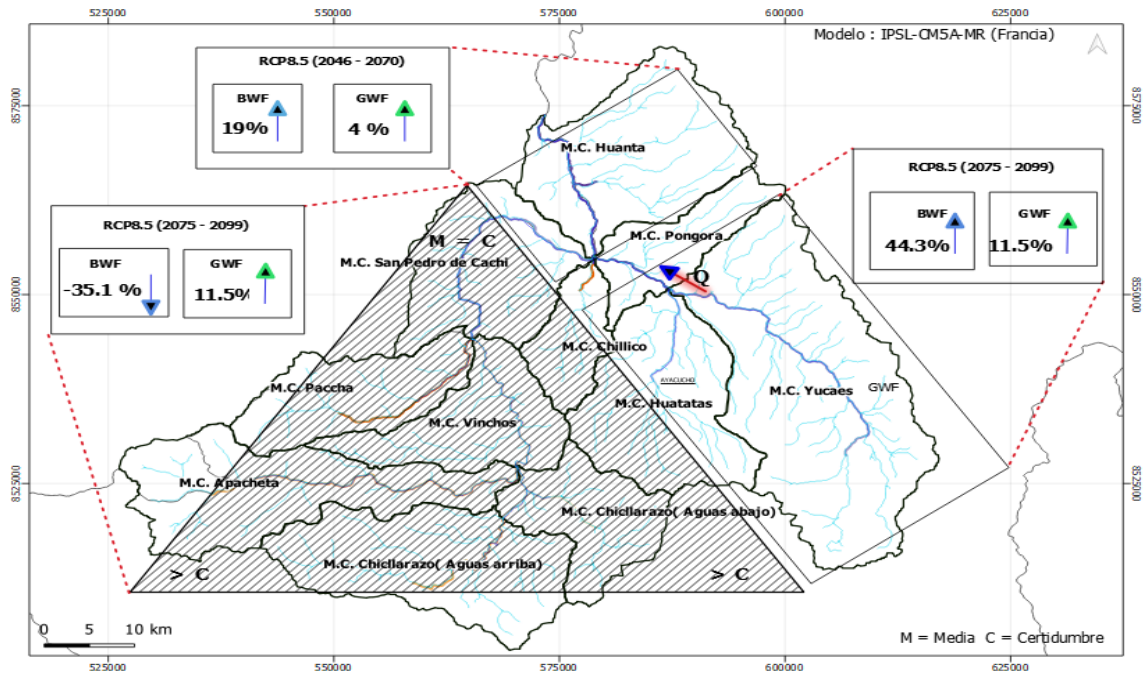 525000 550000 575000 600000 625000
Modelo : IPSL-CM5A-MR (Francia)
RCP8.5 (2046 - 2070)
BWF GWF
19% 4 %
8575000 8575000
M.C. Huanta
RCP8.5 (2075 - 2099)
BWF GWF
44.3% 11.5%
RCP8.5 (2075 - 2099)
BWF GWF
-35.1 % 11.5%
M = C
M.C. Pongora
M.C. San Pedro de Cachi
Q
8550000 8550000
M.C. Chillico
AYACUCHO
M.C. Paccha
M.C. Yucaes
GWF
M.C. Huatatas
M.C. Vinchos
M.C. Apacheta
8525000 8525000
M.C. Chicllarazo( Aguas abajo)
M.C. Chicllarazo( Aguas arriba)
> C > C
0 5 10 km
M = Media C = Certidumbre
525000 550000 575000 600000 625000